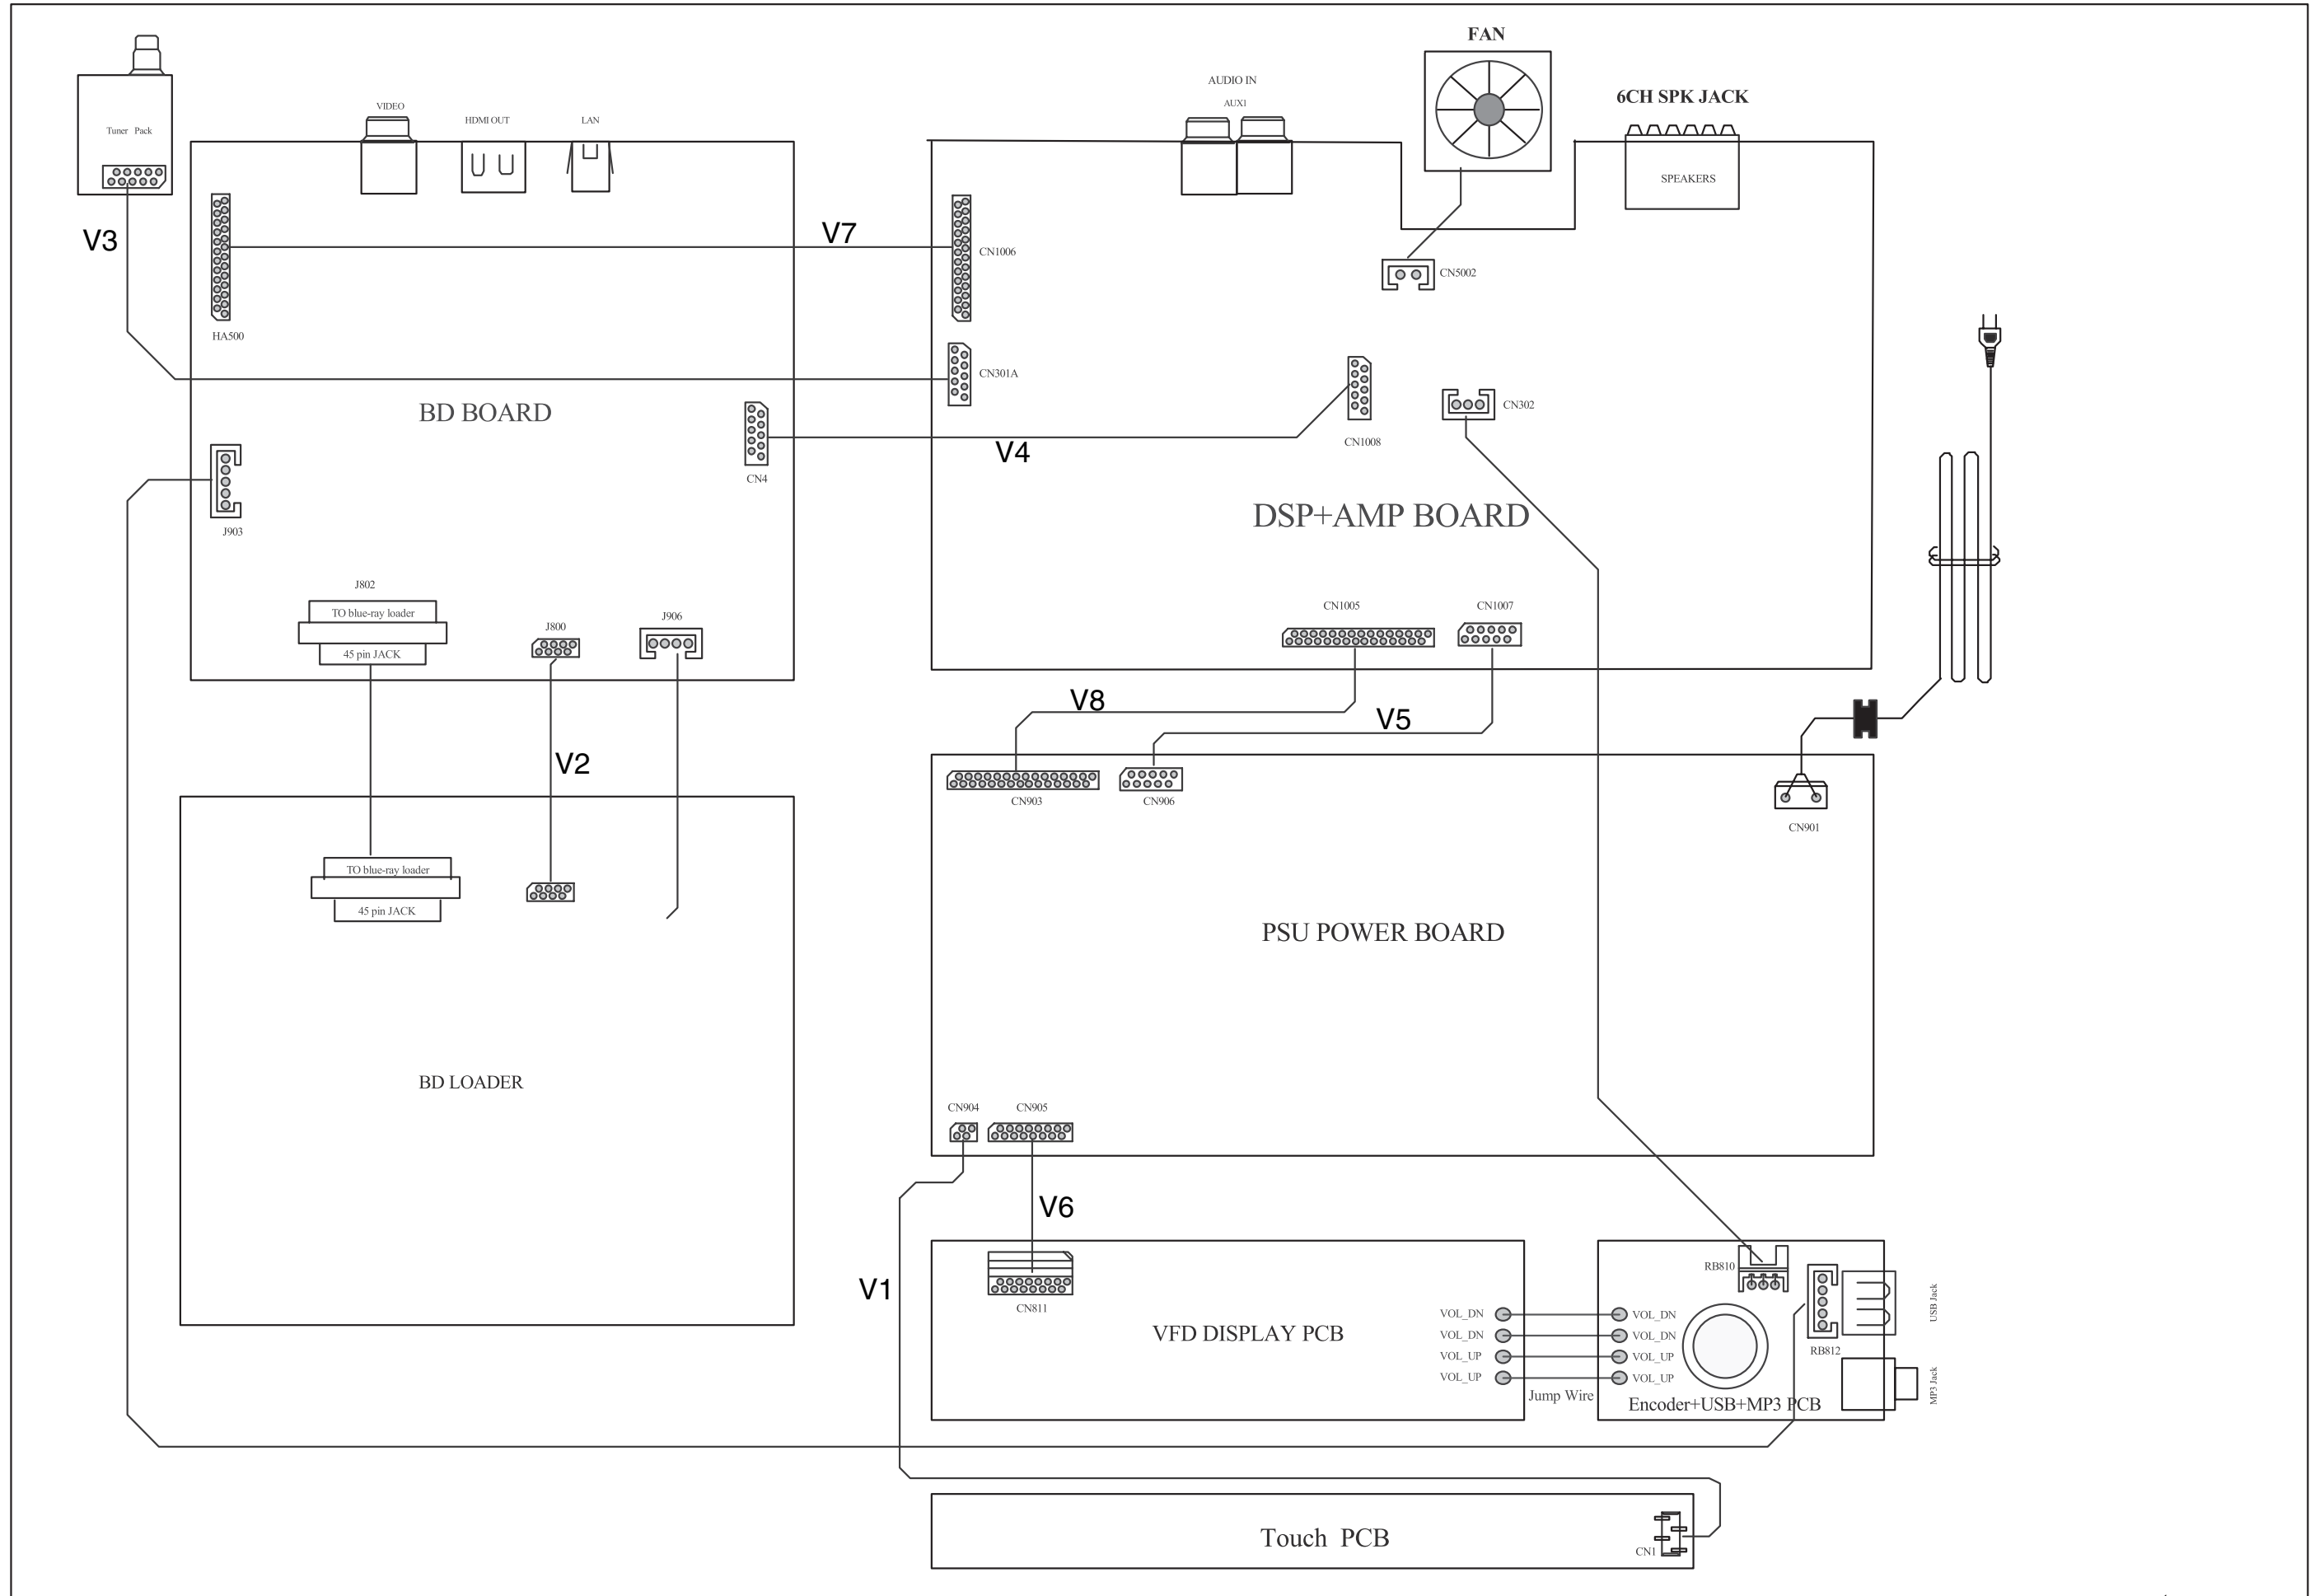 FAN
AUDIO IN
6CH SPK JACK
VIDEO
HDMI OUT
LAN
AUX1
Tuner Pack
SPEAKERS
V3
V7
CN1006
CN5002
HA500
CN301A
BD BOARD
CN302
V4
CN1008
CN4
J903
DSP+AMP BOARD
J802
TO blue-ray loader
45 pin JACK
J800
J906
CN1005
CN1007
V8
V5
V2
CN903
CN906
CN901
TO blue-ray loader
45 pin JACK
PSU POWER BOARD
BD LOADER
CN904
CN905
V6
V1
RB810
CN811
VFD DISPLAY PCB
VOL_DN
VOL_DN
VOL_DN
VOL_DN
VOL_UP
VOL_UP
VOL_UP
VOL_UP
RB812
USB Jack
Jump Wire
Encoder+USB+MP3 PCB
MP3 Jack
Touch PCB
CN1